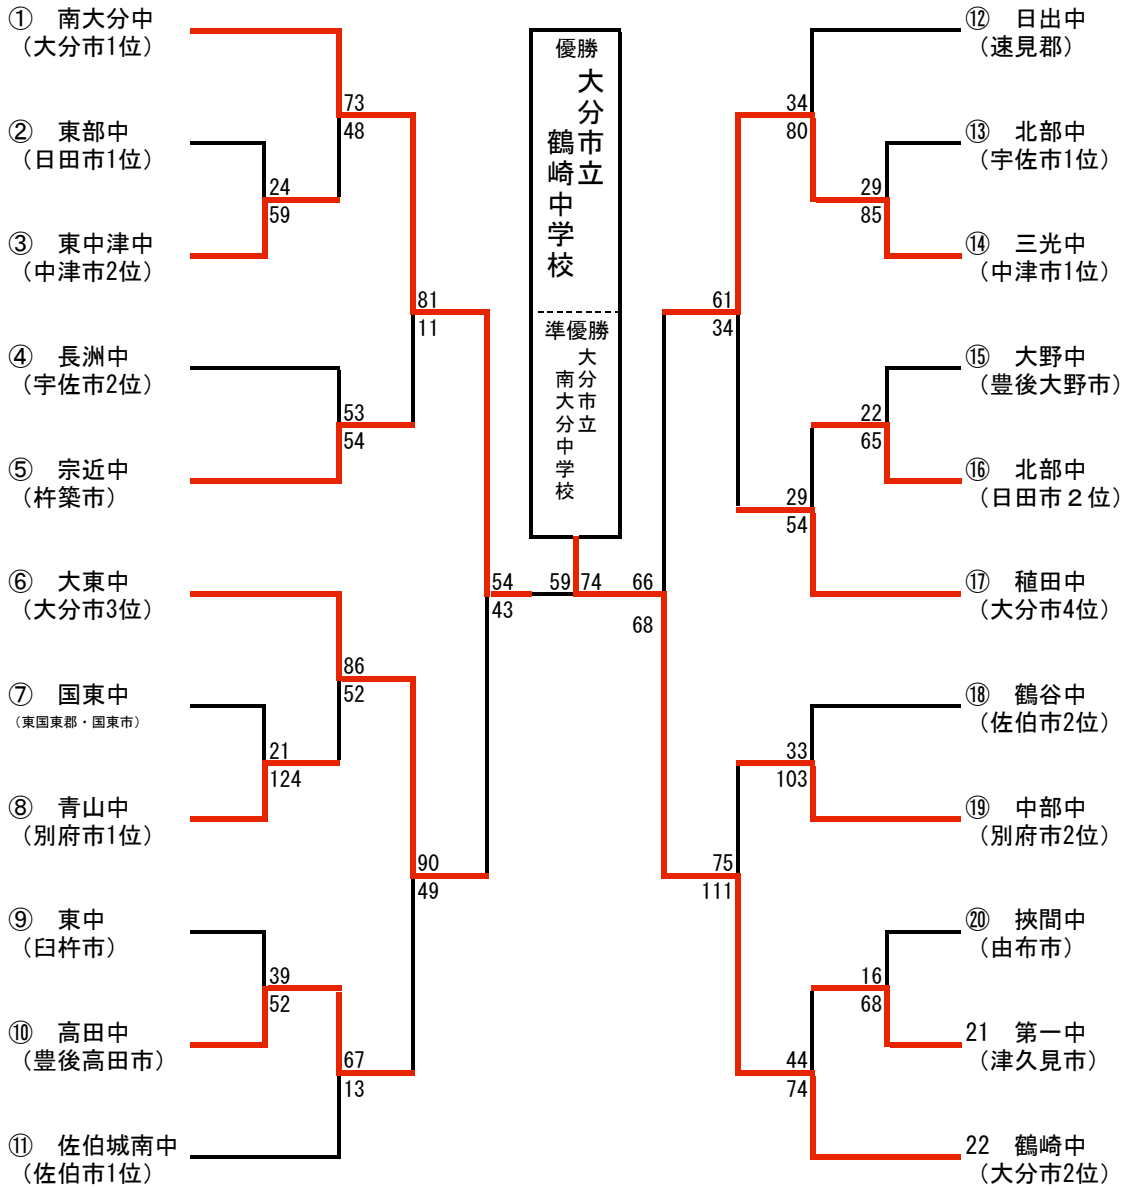 ① 南大分中
（大分市1位）
② 東部中
（日田市1位）
③ 東中津中
（中津市2位）
④ 長洲中
（宇佐市2位）
⑤ 宗近中
（杵築市）
⑥ 大東中
（大分市3位）
⑦ 国東中
（東国東郡・国東市）
⑧ 青山中
（別府市1位）
⑨ 東中
（臼杵市）
⑩ 高田中
（豊後高田市）
⑪ 佐伯城南中
（佐伯市1位）
73
48
24
59
81
11
53
54
54
43
86
52
21
124
90
49
39
52
67
13
優勝
大分市立
鶴崎中学校
準優勝
大分市立
南大分中学校
59 74
66
68
34
80
29
85
61
34
22
65
29
54
33
103
75
111
16
68
44
74
⑫ 日出中
（速見郡）
⑬ 北部中
（宇佐市1位）
⑭ 三光中
（中津市1位）
⑮ 大野中
（豊後大野市）
⑯ 北部中
（日田市２位）
⑰ 稙田中
（大分市4位）
⑱ 鶴谷中
（佐伯市2位）
⑲ 中部中
（別府市2位）
⑳ 挾間中
（由布市）
21 第一中
（津久見市）
22 鶴崎中
（大分市2位）